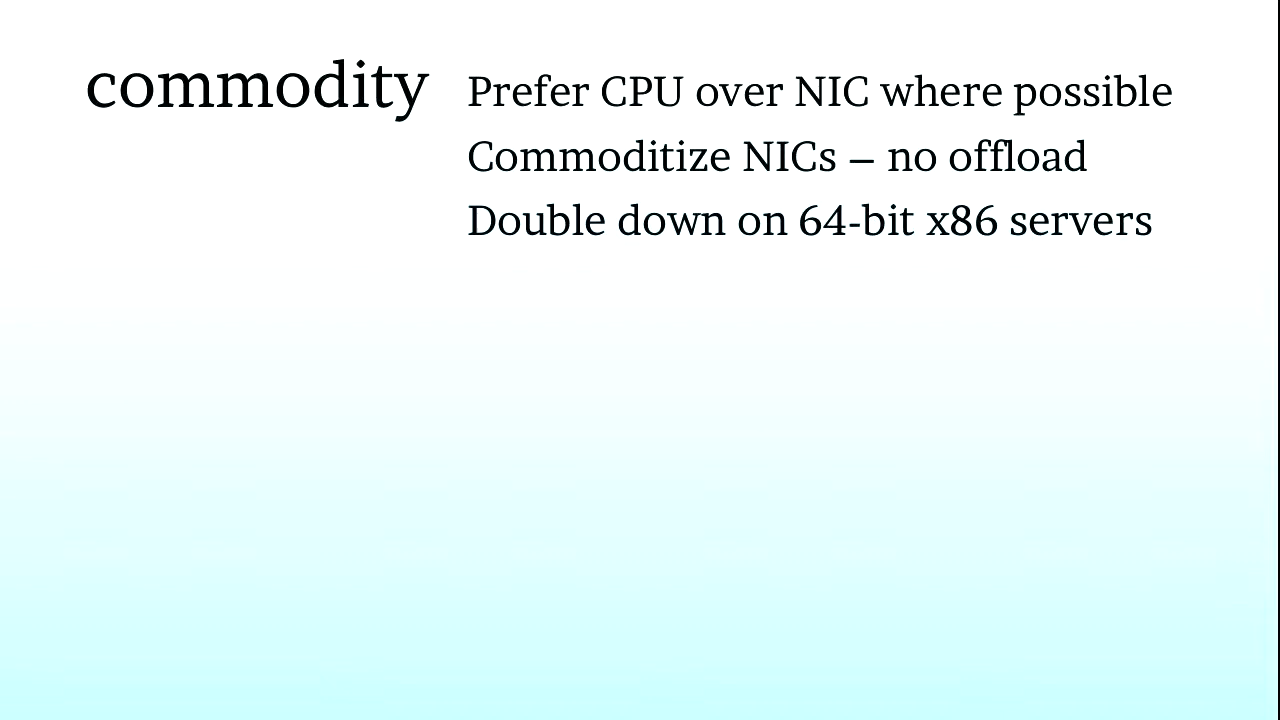 commodity
Prefer CPU over NIC where possible
Commoditize NICs – no offload
Double down on 64-bit x86 servers